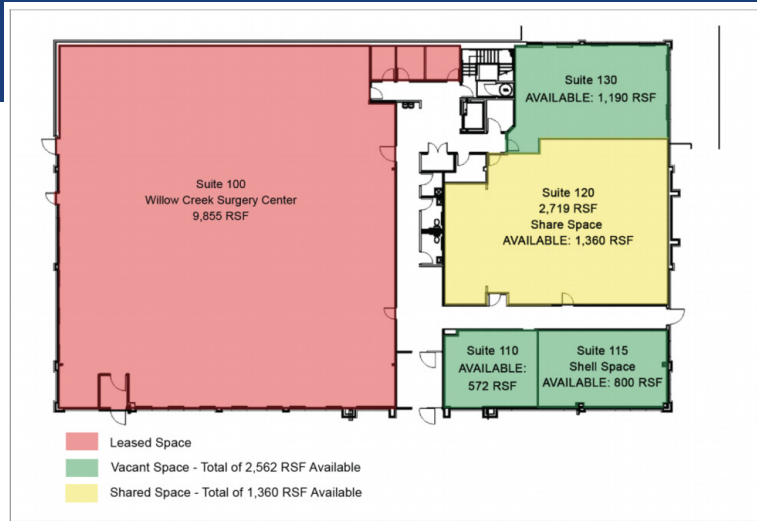 Suite 130
AVAILABLE: 1,190 RSF
Suite 100
Willow Creek Surgery Center
9,855 RSF
Suite 120
2,719 RSF
Share Space
AVAILABLE: 1,360 RSF
Suite 110
AVAILABLE:
572 RSF
Suite 115
Shell Space
AVAILABLE: 800 RSF
Leased Space
Vacant Space - Total of 2,562 RSF Available
Shared Space - Total of 1,360 RSF Available